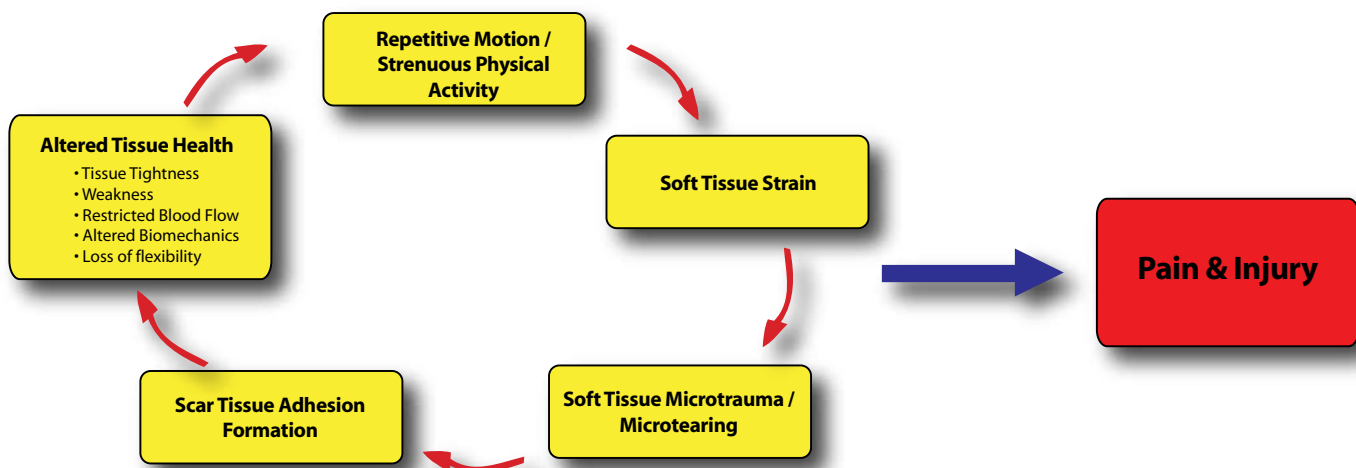 Repetitive Motion /
Strenuous Physical
Activity
Altered Tissue Health
• Tissue Tightness
• Weakness
• Restricted Blood Flow
• Altered Biomechanics
• Loss of flexibility
Soft Tissue Strain
Pain & Injury
Scar Tissue Adhesion
Formation
Soft Tissue Microtrauma /
Microtearing